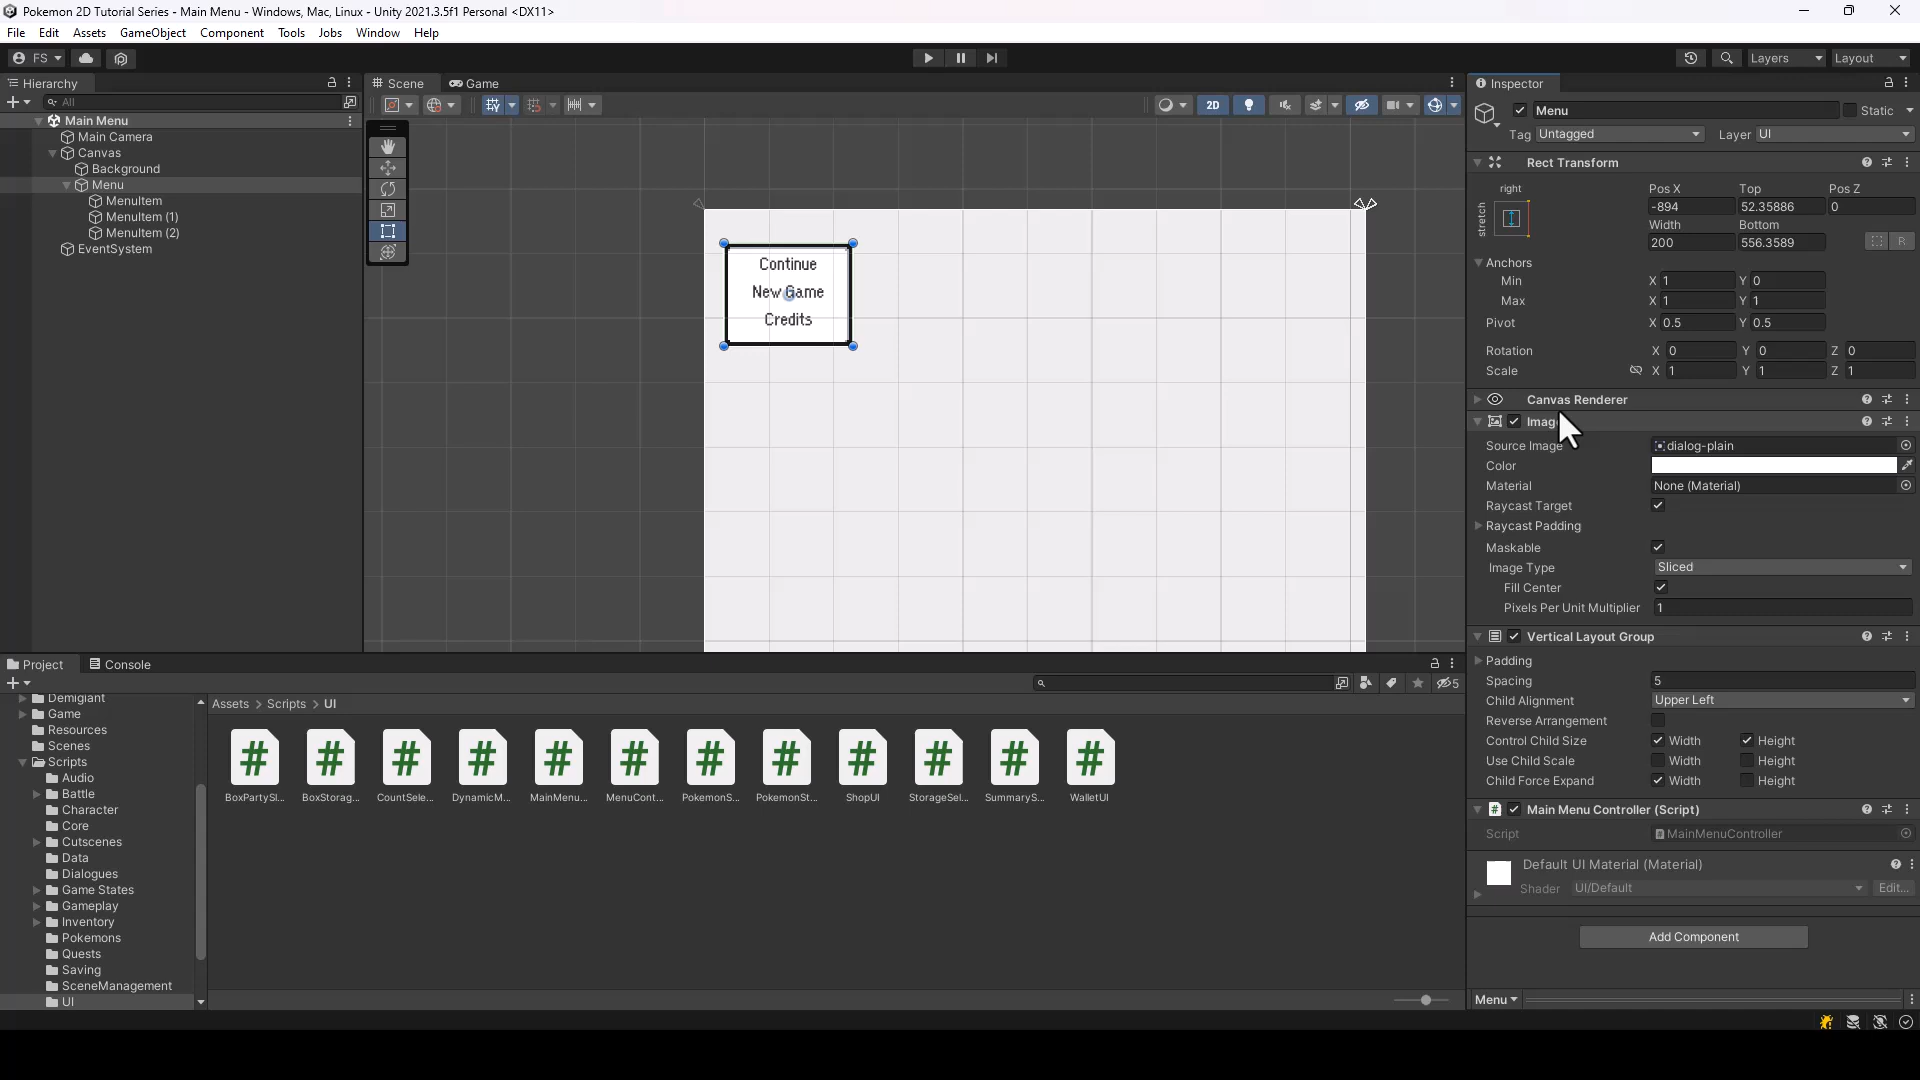 Pokemon 2D Tutorial Series - Main Menu - Windows, Mac, Linux - Unity 2021.3.5f1 Personal <DX11>
File Edit Assets GameObject Component Tools Jobs Window Help
FS Layers Layout
Hierarchy
All
Main Menu
Main Camera
Canvas
Background
Menu
MenuItem
MenuItem (1)
MenuItem (2)
EventSystem
Scene Game
2D
Continue
New Game
Credits
Inspector
Menu Static
Tag Untagged Layer UI
Rect Transform
right
stretch
Pos X Top Pos Z
-894 52.35886 0
Width Bottom
200 556.3589 R
Anchors
Min X 1 Y 0
Max X 1 Y 1
Pivot X 0.5 Y 0.5
Rotation X 0 Y 0 Z 0
Scale X 1 Y 1 Z 1
Canvas Renderer
Imag
Source Image dialog-plain
Color
Material None (Material)
Raycast Target
Raycast Padding
Maskable
Image Type Sliced
Fill Center
Pixels Per Unit Multiplier 1
Vertical Layout Group
Padding
Spacing 5
Child Alignment Upper Left
Reverse Arrangement
Control Child Size Width Height
Use Child Scale Width Height
Child Force Expand Width Height
Main Menu Controller (Script)
Script MainMenuController
Default UI Material (Material)
Shader UI/Default Edit...
Add Component
Menu
Project Console
5
Demigiant
Game
Resources
Scenes
Scripts
Audio
Battle
Character
Core
Cutscenes
Data
Dialogues
Game States
Gameplay
Inventory
Pokemons
Quests
Saving
SceneManagement
UI
Assets > Scripts > UI
BoxPartySl... BoxStorag... CountSele... DynamicM... MainMenu... MenuCont... PokemonS... PokemonSt... ShopUI StorageSel... SummaryS... WalletUI